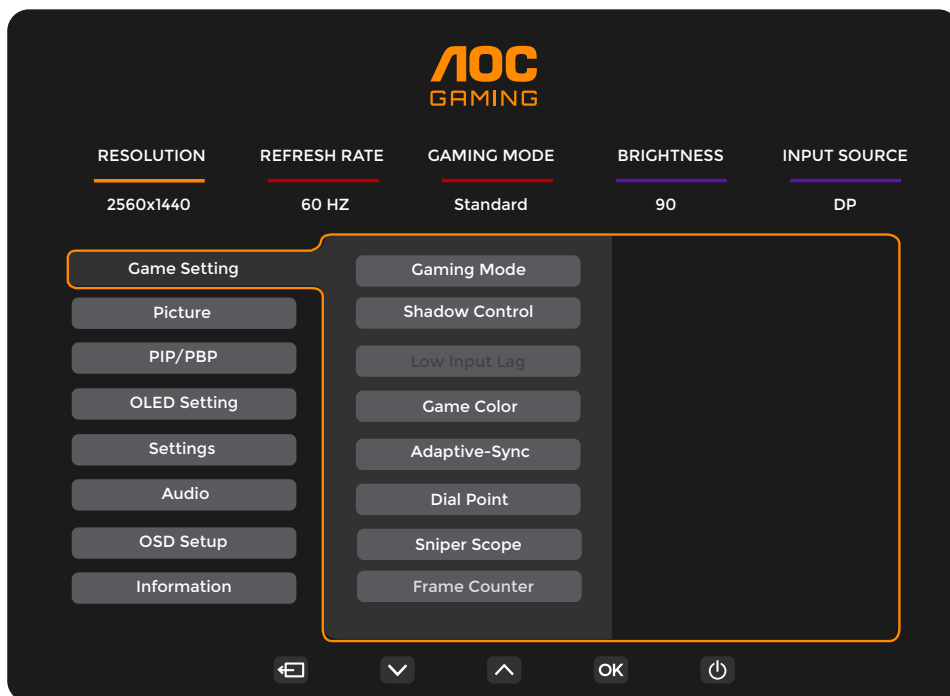 AOC
GAMING
RESOLUTION REFRESH RATE GAMING MODE BRIGHTNESS INPUT SOURCE
2560x1440 60 HZ Standard 90 DP
Game Setting
Picture
PIP/PBP
OLED Setting
Settings
Audio
OSD Setup
Information
Gaming Mode
Shadow Control
Low Input Lag
Game Color
Adaptive-Sync
Dial Point
Sniper Scope
Frame Counter
OK